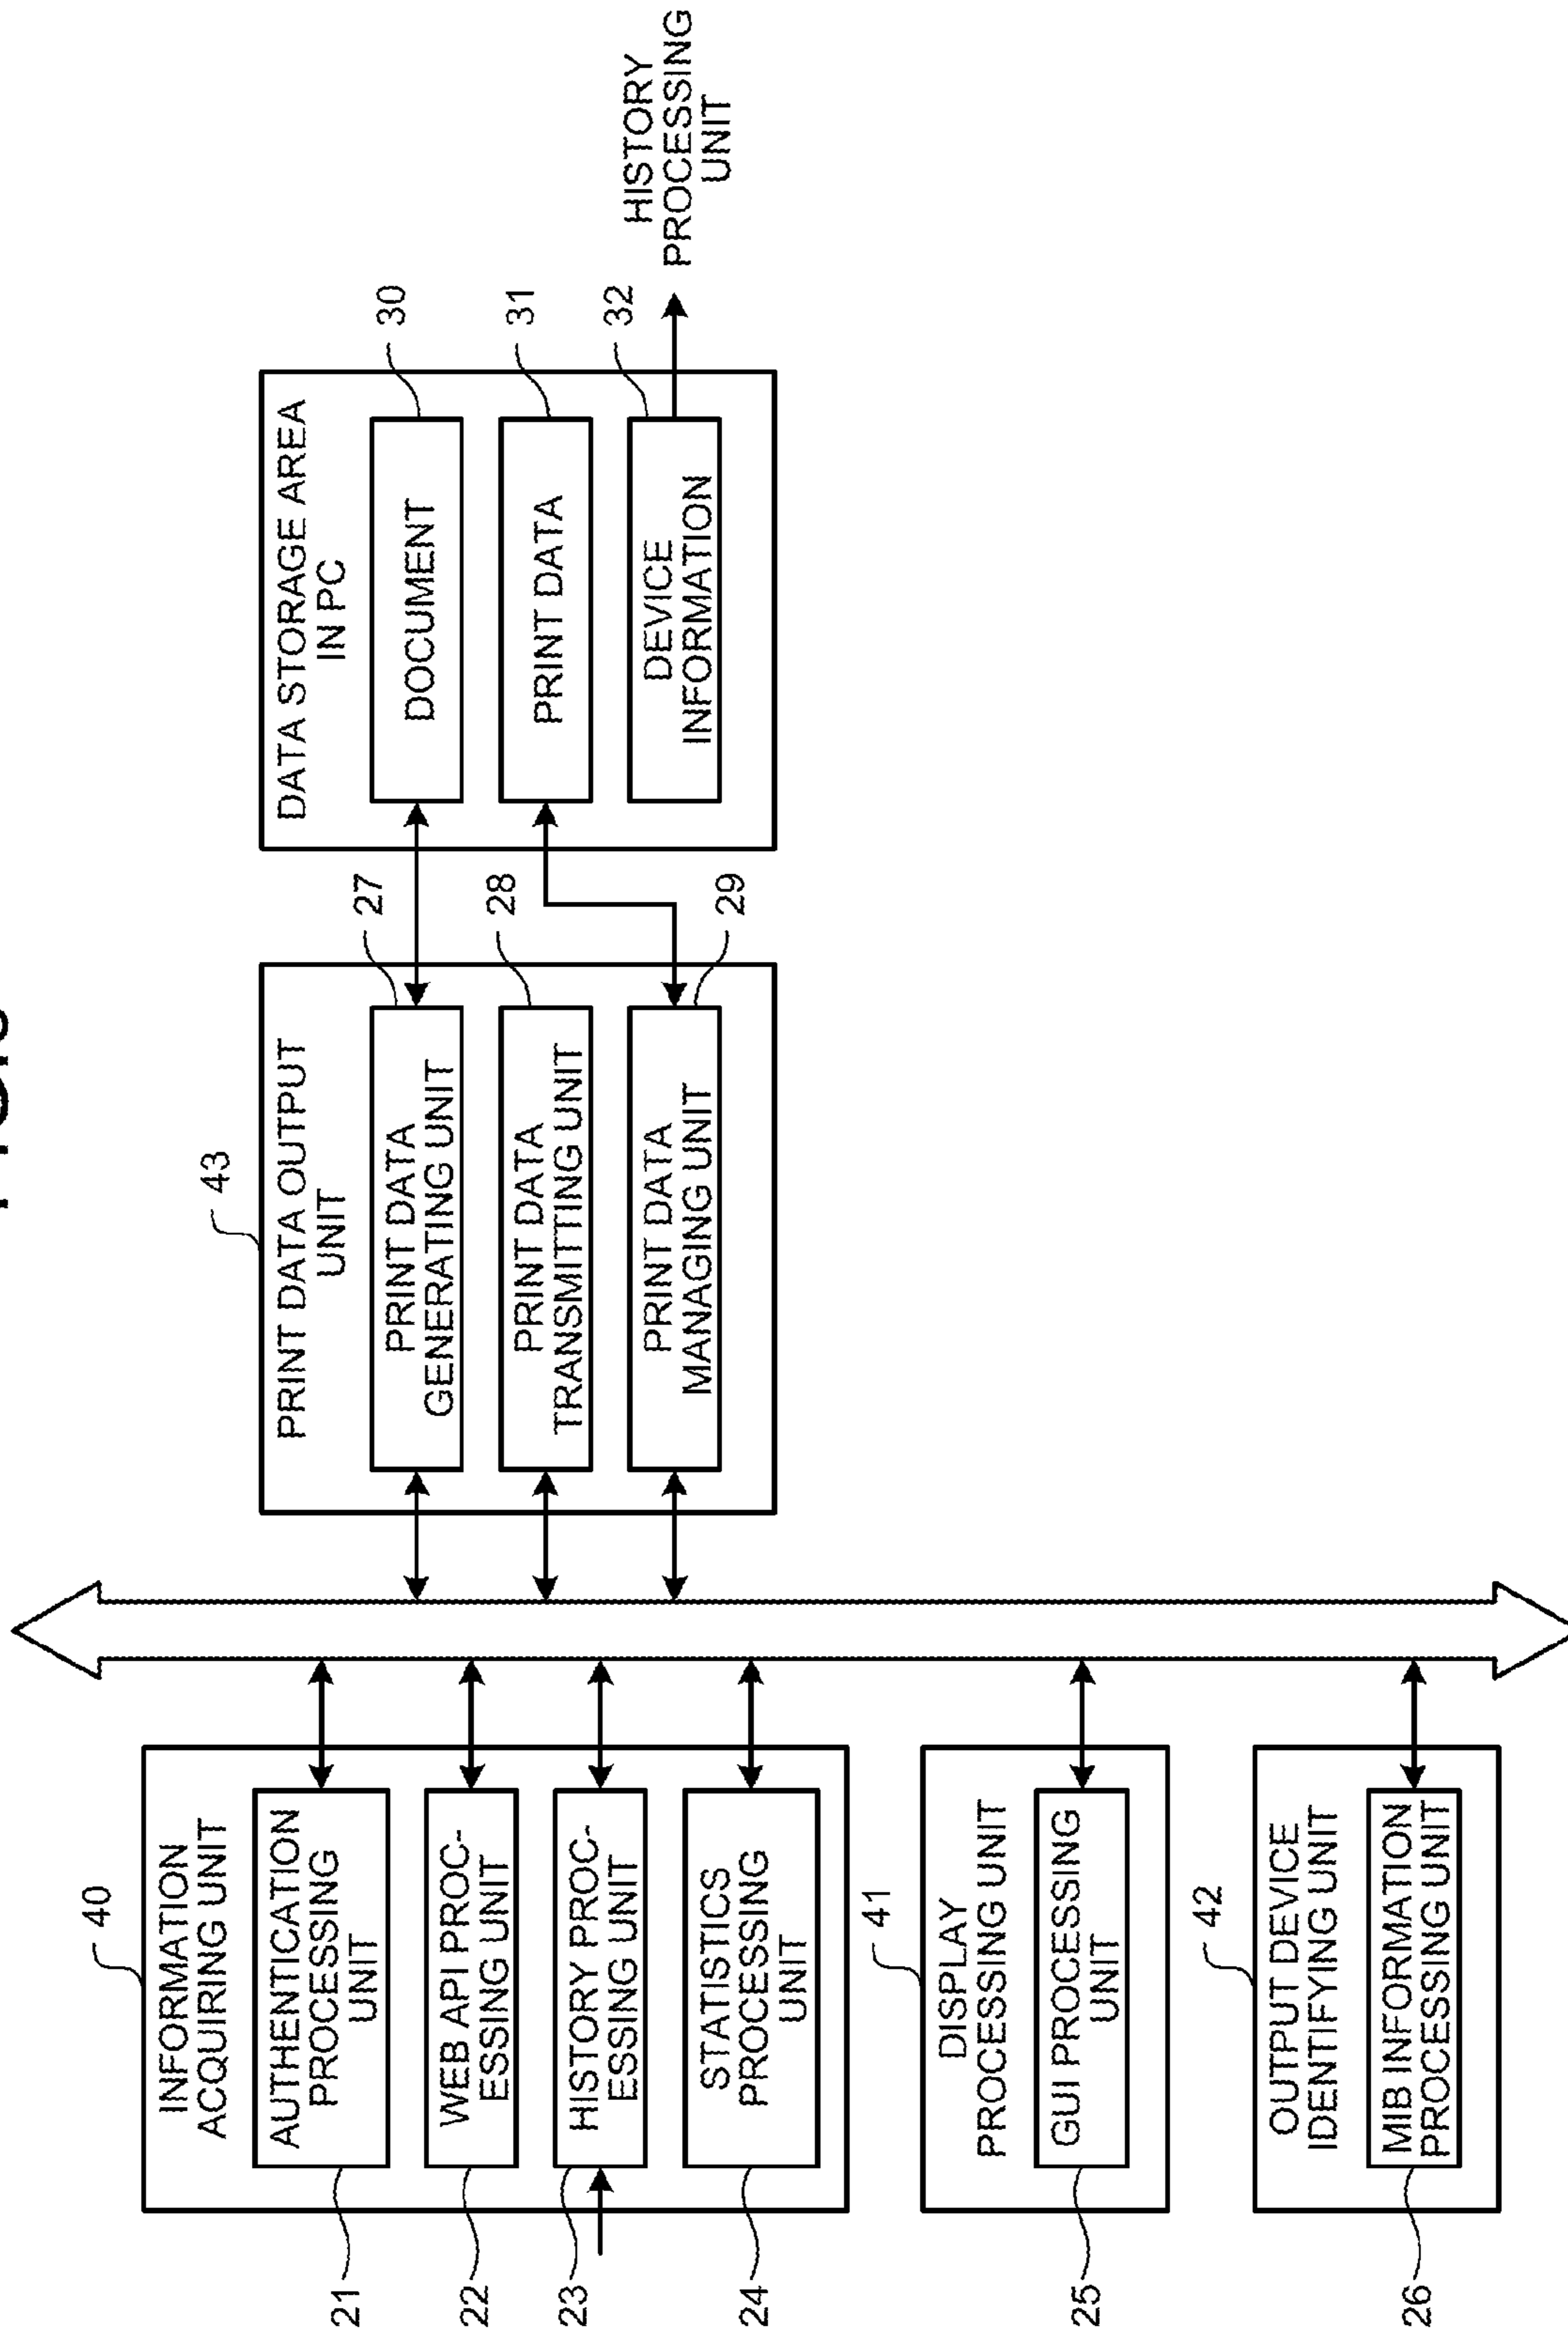 40
INFORMATION
ACQUIRING UNIT
21
AUTHENTICATION
PROCESSING
UNIT
22
WEB API PROC-
ESSING UNIT
23
HISTORY PROC-
ESSING UNIT
24
STATISTICS
PROCESSING
UNIT
41
DISPLAY
PROCESSING UNIT
25
GUI PROCESSING
UNIT
42
OUTPUT DEVICE
IDENTIFYING UNIT
26
MIB INFORMATION
PROCESSING UNIT
43
PRINT DATA OUTPUT
UNIT
27
PRINT DATA
GENERATING UNIT
28
PRINT DATA
TRANSMITTING UNIT
29
PRINT DATA
MANAGING UNIT
DATA STORAGE AREA
IN PC
30
DOCUMENT
31
PRINT DATA
32
DEVICE
INFORMATION
HISTORY
PROCESSING
UNIT